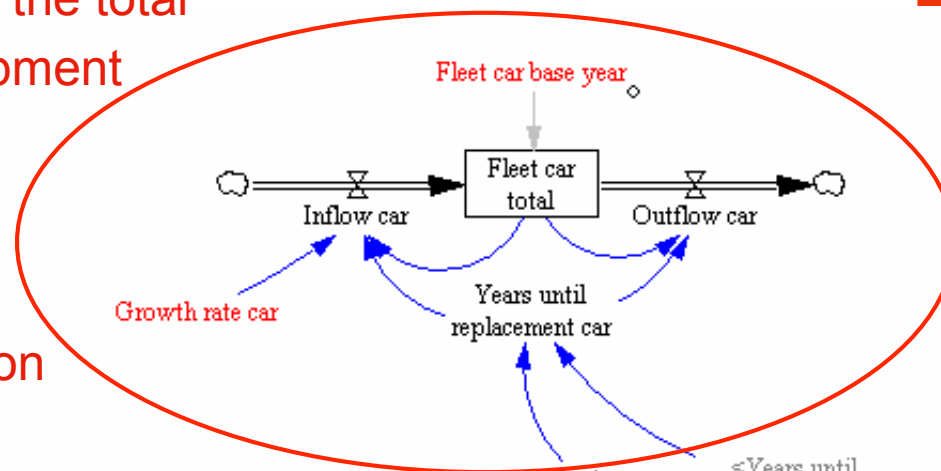 the total
Fleet car base year
Fleet car
total
Inflow car
Outflow car
Years until
replacement car
Growth rate car
on
<Years until